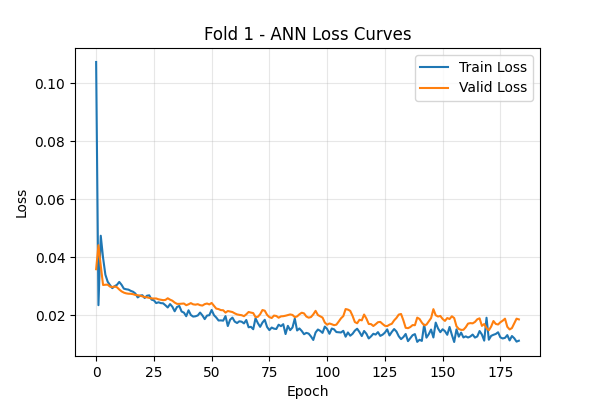 Fold 1 - ANN Loss Curves
Train Loss
Valid Loss
0.10
0.08
0.06
0.04
0.02
Loss
0 25 50 75 100 125 150 175
Epoch